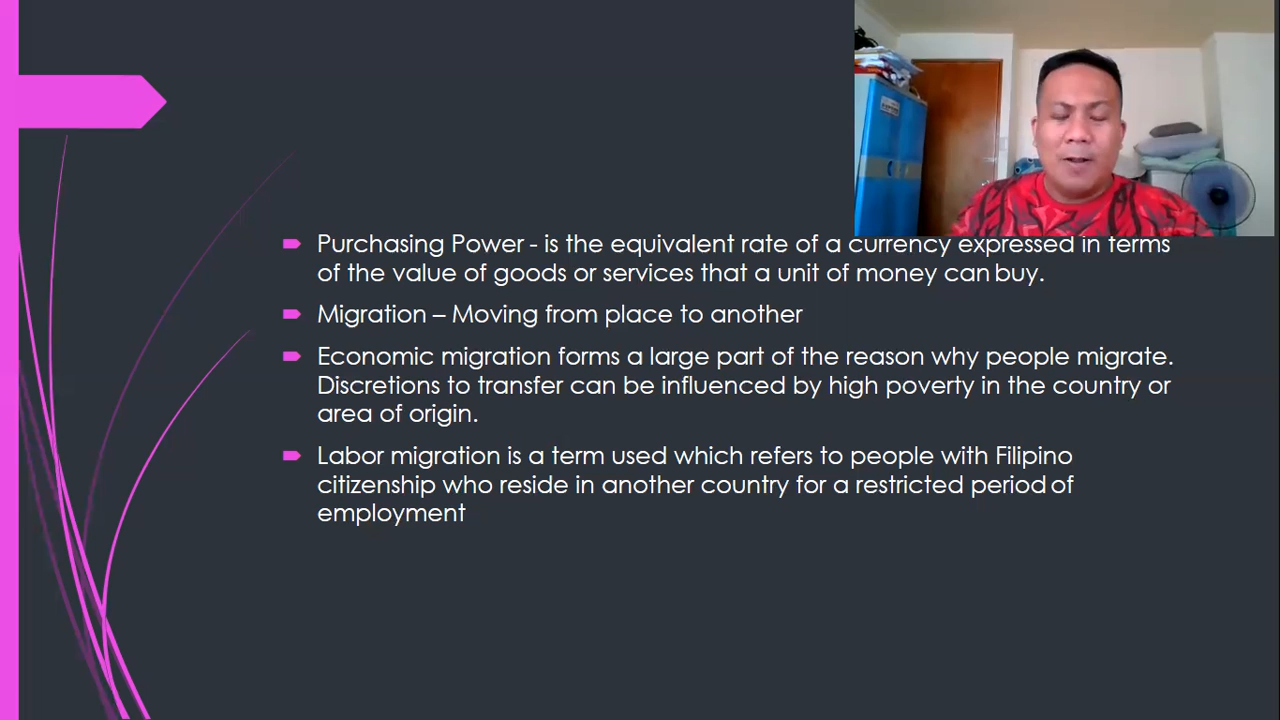 Purchasing Power - is the equivalent rate of a currency expressed in terms
of the value of goods or services that a unit of money can buy.
Migration – Moving from place to another
Economic migration forms a large part of the reason why people migrate.
Discretions to transfer can be influenced by high poverty in the country or
area of origin.
Labor migration is a term used which refers to people with Filipino
citizenship who reside in another country for a restricted period of
employment